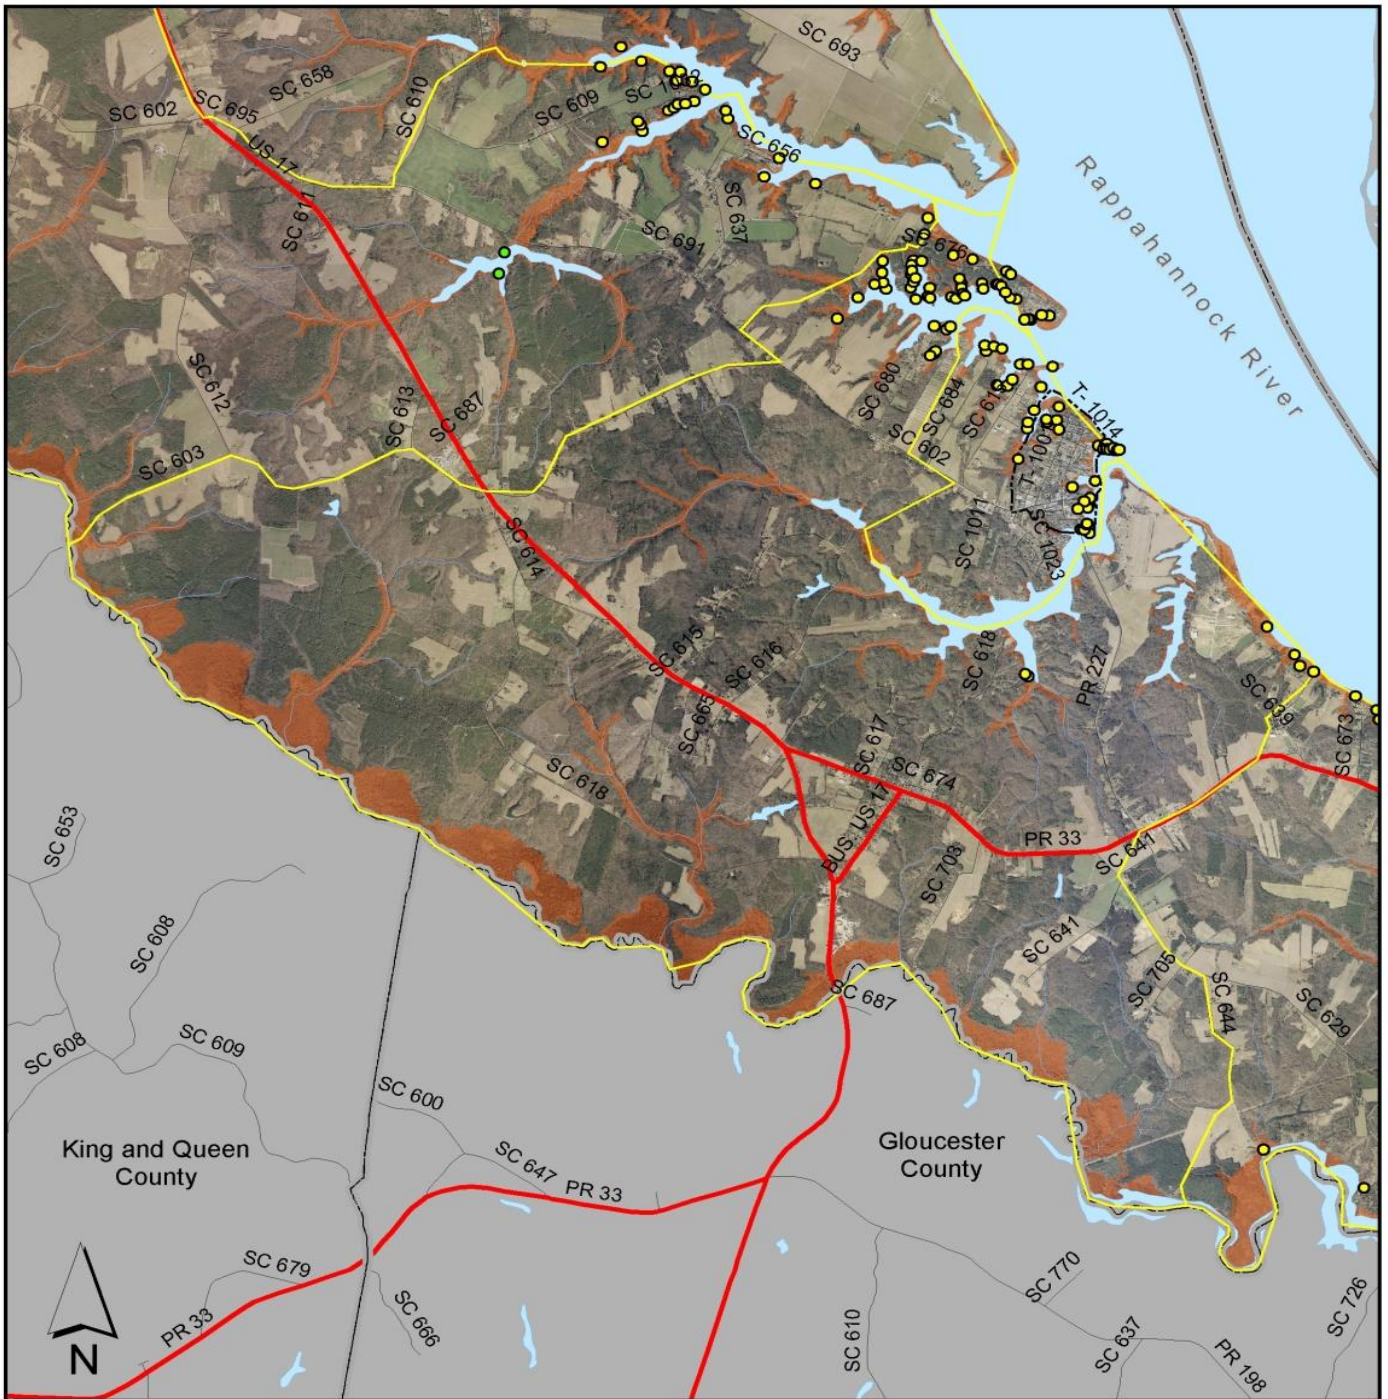 SC 693
SC 658
SC 610
SC 602
SC 695
SC 609
US 17
SC 656
Rappahannock River
SC 611
SC 637
SC 691
SC 676
SC 612
SC 613
SC 687
SC 680
SC 684
T- 1014
SC 602
SC 603
SC 614
SC 1011
SC 1023
SC 615
SC 616
SC 618
PR 227
SC 665
SC 639
SC 673
SC 617
SC 674
SC 618
BUS. US 17
PR 33
SC 641
SC 653
SC 703
SC 608
SC 641
SC 705
SC 644
SC 629
SC 687
SC 608
SC 609
SC 600
King and Queen
County
Gloucester
County
SC 647
PR 33
SC 679
SC 770
SC 666
PR 33
SC 610
SC 637
PR 198
SC 726
N